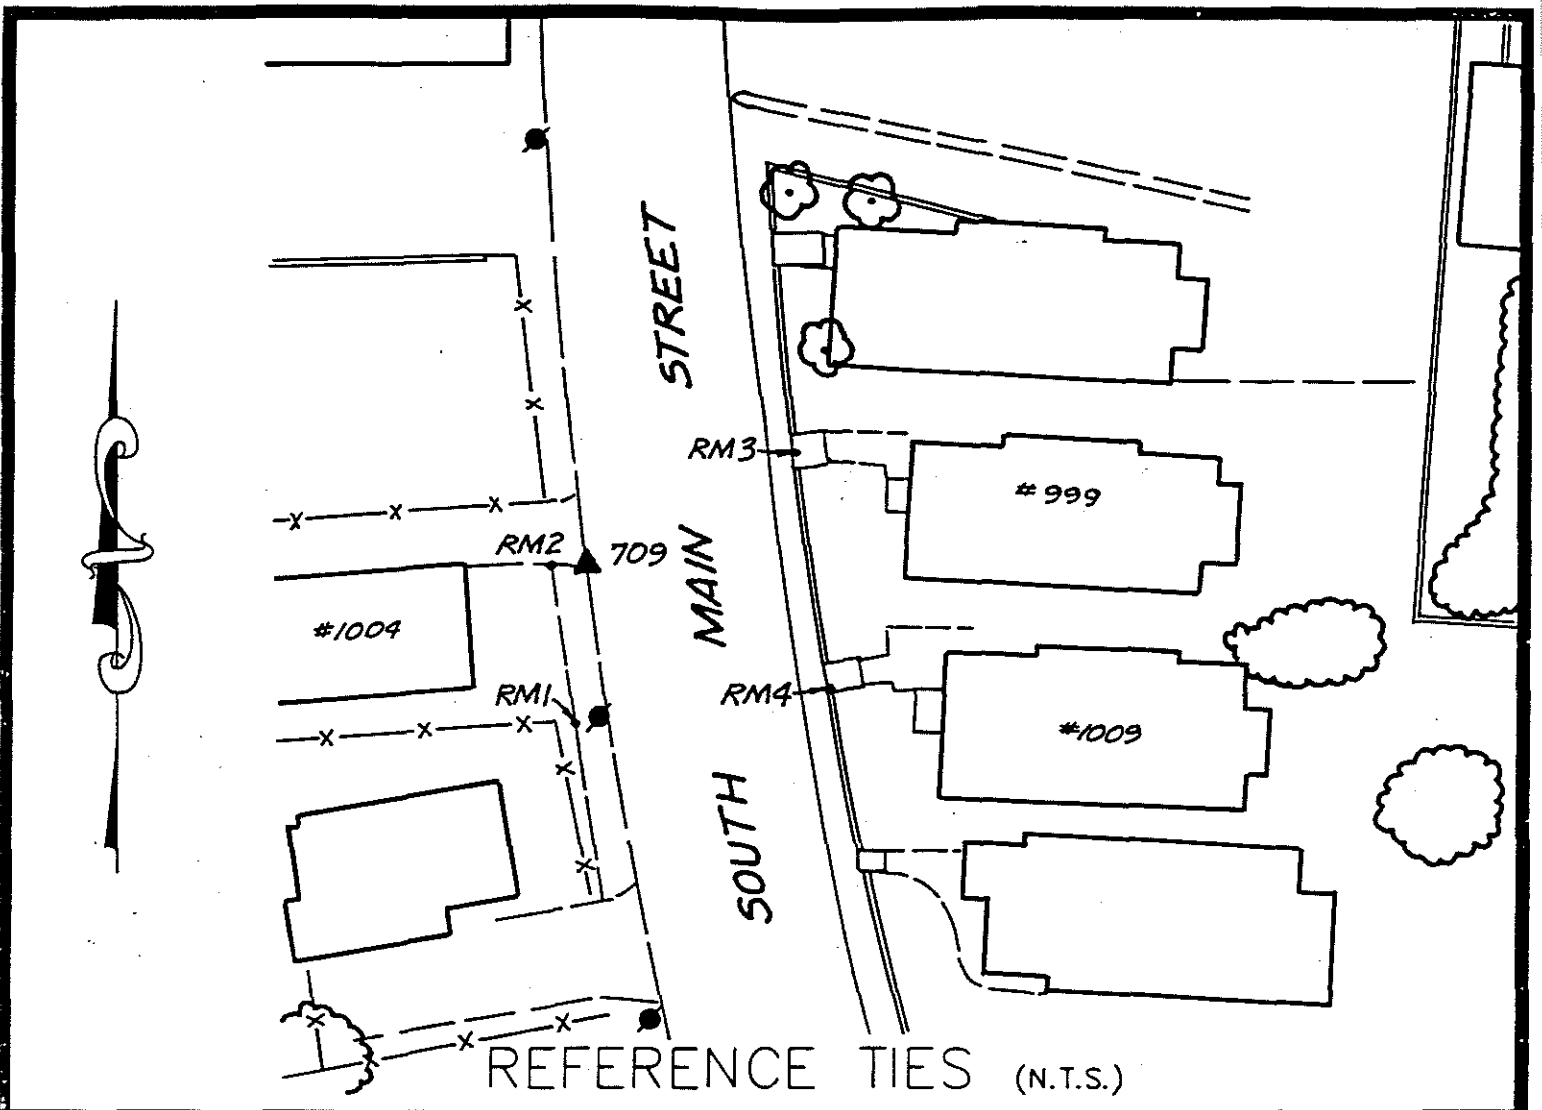 SOUTH MAIN STREET
RM3
# 999
RM2
709
#1004
RM1
RM4
#1009
REFERENCE TIES (N.T.S.)